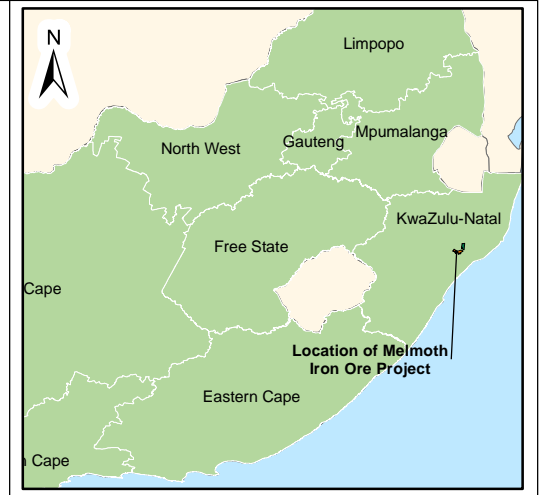 N
Limpopo
Mpumalanga
Gauteng
North West
KwaZulu-Natal
Free State
Cape
Location of Melmoth
Iron Ore Project
Eastern Cape
n Cape